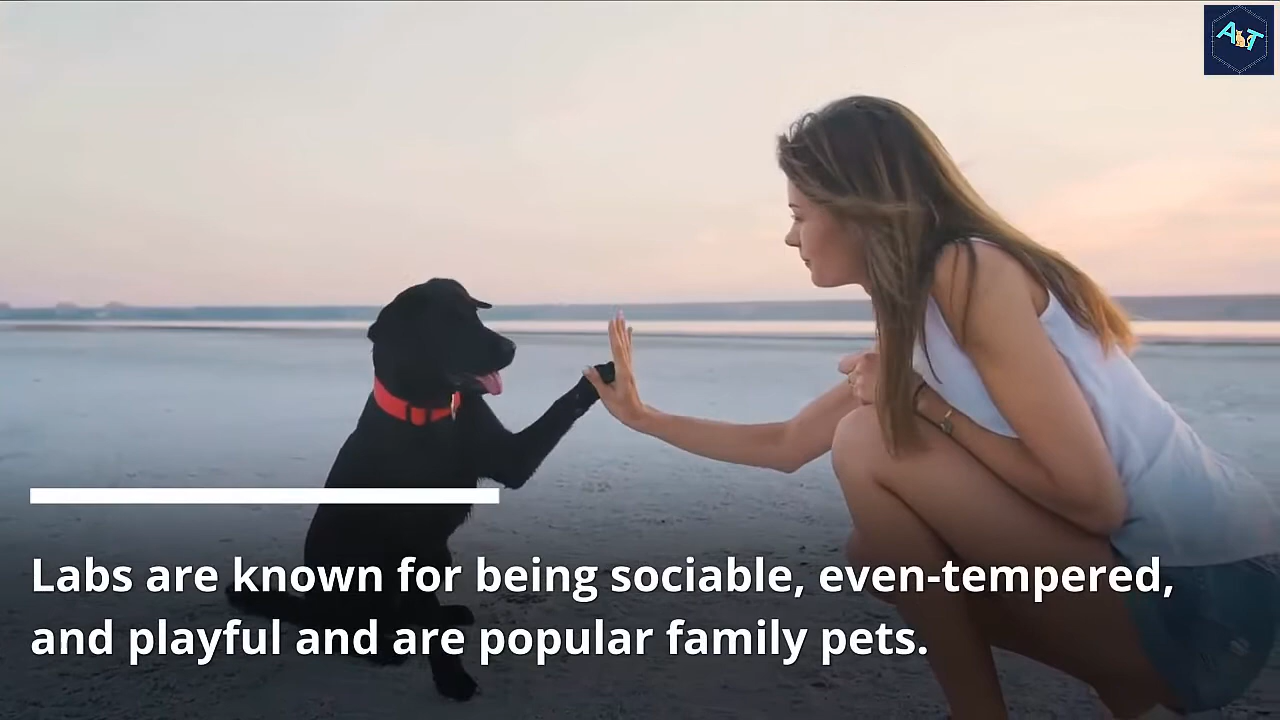 A T
Labs are known for being sociable, even-tempered,
and playful and are popular family pets.